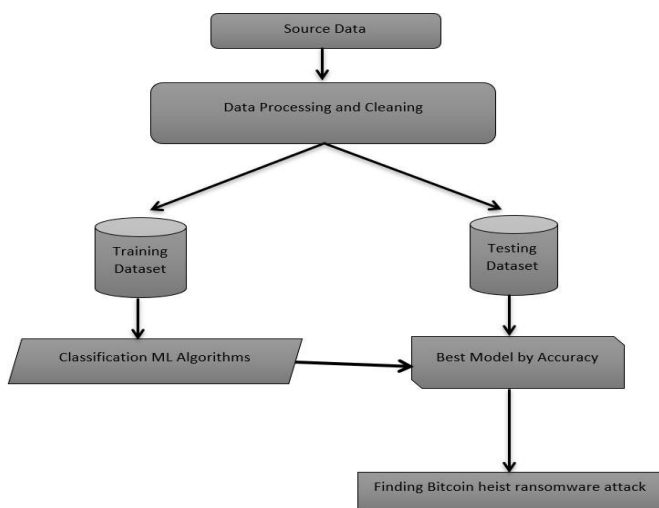 Source Data
Data Processing and Cleaning
Training
Dataset
Testing
Dataset
Classification ML Algorithms
Best Model by Accuracy
Finding Bitcoin heist ransomware attack